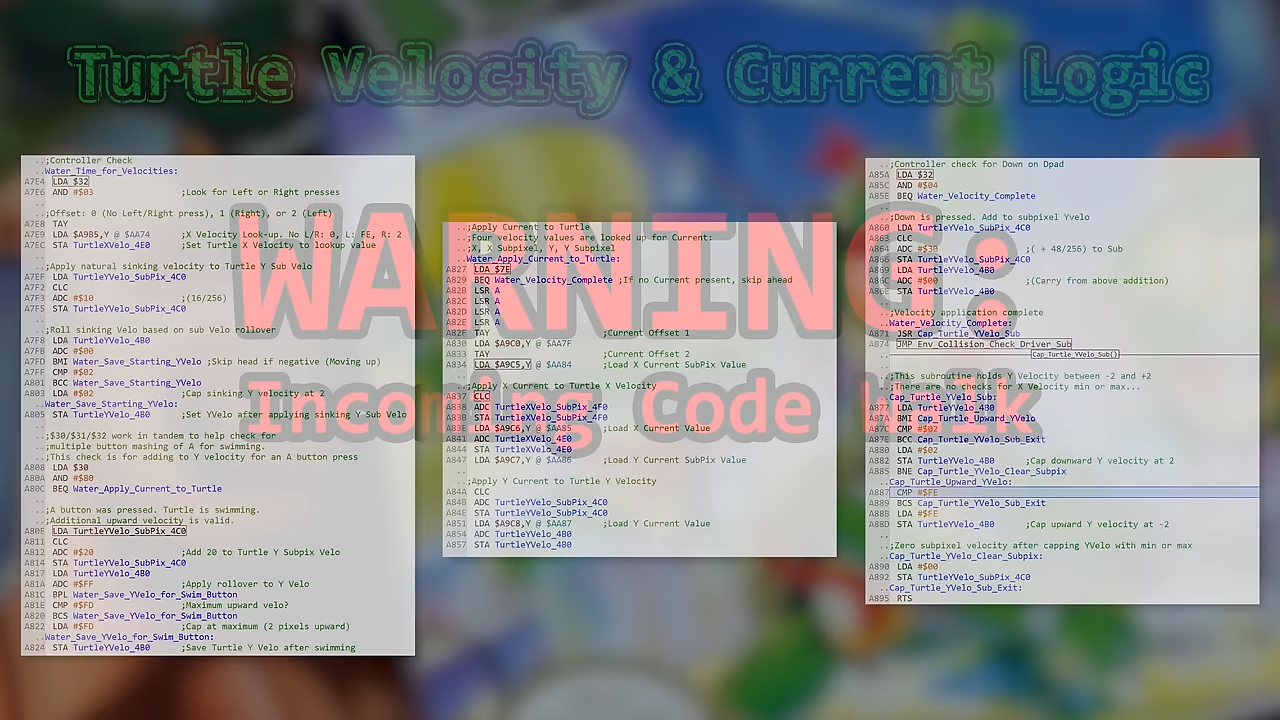 Turtle Velocity & Current Logic
WARNING:
Incoming Code Wink
..;Controller Check
..Water_Time_for_Velocities:
A7E4 LDA $32
A7E6 AND #$03 ;Look for Left or Right presses
..
..;Offset: 0 (No Left/Right press), 1 (Right), or 2 (Left)
A7E8 TAY
A7E9 LDA $A9B5,Y @ $AA74 ;X Velocity Look-up. No L/R: 0, L: FE, R: 2
A7EC STA TurtleXVelo_4E0 ;Set Turtle X Velocity to lookup value
..
..;Apply natural sinking velocity to Turtle Y Sub Velo
A7EF LDA TurtleYVelo_SubPix_4C0
A7F2 CLC
A7F3 ADC #$10 ;(16/256)
A7F5 STA TurtleYVelo_SubPix_4C0
..
..;Roll sinking Velo based on sub Velo rollover
A7F8 LDA TurtleYVelo_4B0
A7FB ADC #$00
A7FD BMI Water_Save_Starting_YVelo ;Skip head if negative (Moving up)
A7FF CMP #$02
A801 BCC Water_Save_Starting_YVelo
A803 LDA #$02 ;Cap sinking Y velocity at 2
..Water_Save_Starting_YVelo:
A805 STA TurtleYVelo_4B0 ;Set YVelo after applying sinking Y Sub Velo
..
..;$30/$31/$32 work in tandem to help check for
..;multiple button mashing of A for swimming.
..;This check is for adding to Y velocity for an A button press
A808 LDA $30
A80A AND #$80
A80C BEQ Water_Apply_Current_to_Turtle
..
..;A button was pressed. Turtle is swimming.
..;Additional upward velocity is valid.
A80E LDA TurtleYVelo_SubPix_4C0
A811 CLC
A812 ADC #$20 ;Add 20 to Turtle Y Subpix Velo
A814 STA TurtleYVelo_SubPix_4C0
A817 LDA TurtleYVelo_4B0
A81A ADC #$FF ;Apply rollover to Y Velo
A81C BPL Water_Save_YVelo_for_Swim_Button
A81E CMP #$FD ;Maximum upward velo?
A820 BCS Water_Save_YVelo_for_Swim_Button
A822 LDA #$FD ;Cap at maximum (2 pixels upward)
..Water_Save_YVelo_for_Swim_Button:
A824 STA TurtleYVelo_4B0 ;Save Turtle Y Velo after swimming
..;Apply Current to Turtle
..;Four velocity values are looked up for Current:
..;X, X Subpixel, Y, Y Subpixel
..Water_Apply_Current_to_Turtle:
A827 LDA $7E
A829 BEQ Water_Velocity_Complete ;If no Current present, skip ahead
A82B LSR A
A82C LSR A
A82D LSR A
A82E LSR A
A82F TAY ;Current Offset 1
A830 LDA $A9C0,Y @ $AA7F
A833 TAY ;Current Offset 2
A834 LDA $A9C5,Y @ $AA84 ;Load X SubPix Value
..
..;Apply X Current to Turtle X Velocity
A837 CLC
A838 ADC TurtleXVelo_SubPix_4F0
A83B STA TurtleXVelo_SubPix_4F0
A83E LDA $A9C6,Y @ $AA85 ;Load X Current Value
A841 ADC TurtleXVelo_4E0
A844 STA TurtleXVelo_4E0
A847 LDA $A9C7,Y @ $AA86 ;Load Y Current SubPix Value
..
..;Apply Y Current to Turtle Y Velocity
A84A CLC
A84B ADC TurtleYVelo_SubPix_4C0
A84E STA TurtleYVelo_SubPix_4C0
A851 LDA $A9C8,Y @ $AA87 ;Load Y Current Value
A854 ADC TurtleYVelo_4B0
A857 STA TurtleYVelo_4B0
..;Controller check for Down on Dpad
A85A LDA $32
A85C AND #$04
A85E BEQ Water_Velocity_Complete
..
..;Down is pressed. Add to subpixel Yvelo
A860 LDA TurtleYVelo_SubPix_4C0
A863 CLC
A864 ADC #$30 ;( + 48/256) to Sub
A866 STA TurtleYVelo_SubPix_4C0
A869 LDA TurtleYVelo_4B0
A86C ADC #$00 ;(Carry from above addition)
A86E STA TurtleYVelo_4B0
..
..;Velocity application complete
..Water_Velocity_Complete:
A871 JSR Cap_Turtle_YVelo_Sub
A874 JMP Env_Collision_Check_Driver_Sub
.. Cap_Turtle_YVelo_Sub()
..
..;This subroutine holds Y Velocity between -2 and +2
..;There are no checks for X Velocity min or max...
..Cap_Turtle_YVelo_Sub:
A877 LDA TurtleYVelo_4B0
A87A BMI Cap_Turtle_Upward_YVelo
A87C CMP #$02
A87E BCC Cap_Turtle_YVelo_Sub_Exit
A880 LDA #$02
A882 STA TurtleYVelo_4B0 ;Cap downward Y velocity at 2
A885 BNE Cap_Turtle_YVelo_Clear_Subpix
..Cap_Turtle_Upward_YVelo:
A887 CMP #$FE
A889 BCS Cap_Turtle_YVelo_Sub_Exit
A88B LDA #$FE
A88D STA TurtleYVelo_4B0 ;Cap upward Y velocity at -2
..
..;Zero subpixel velocity after capping YVelo with min or max
..Cap_Turtle_YVelo_Clear_Subpix:
A890 LDA #$00
A892 STA TurtleYVelo_SubPix_4C0
..Cap_Turtle_YVelo_Sub_Exit:
A895 RTS